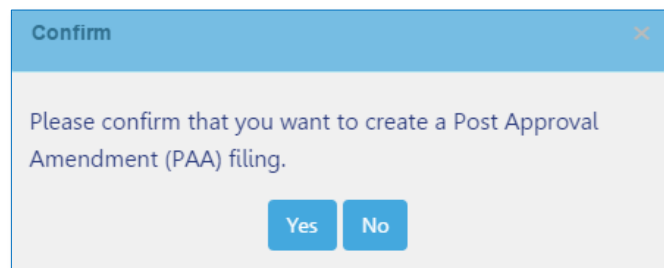 Confirm ×
Please confirm that you want to create a Post Approval
Amendment (PAA) filing.
Yes No